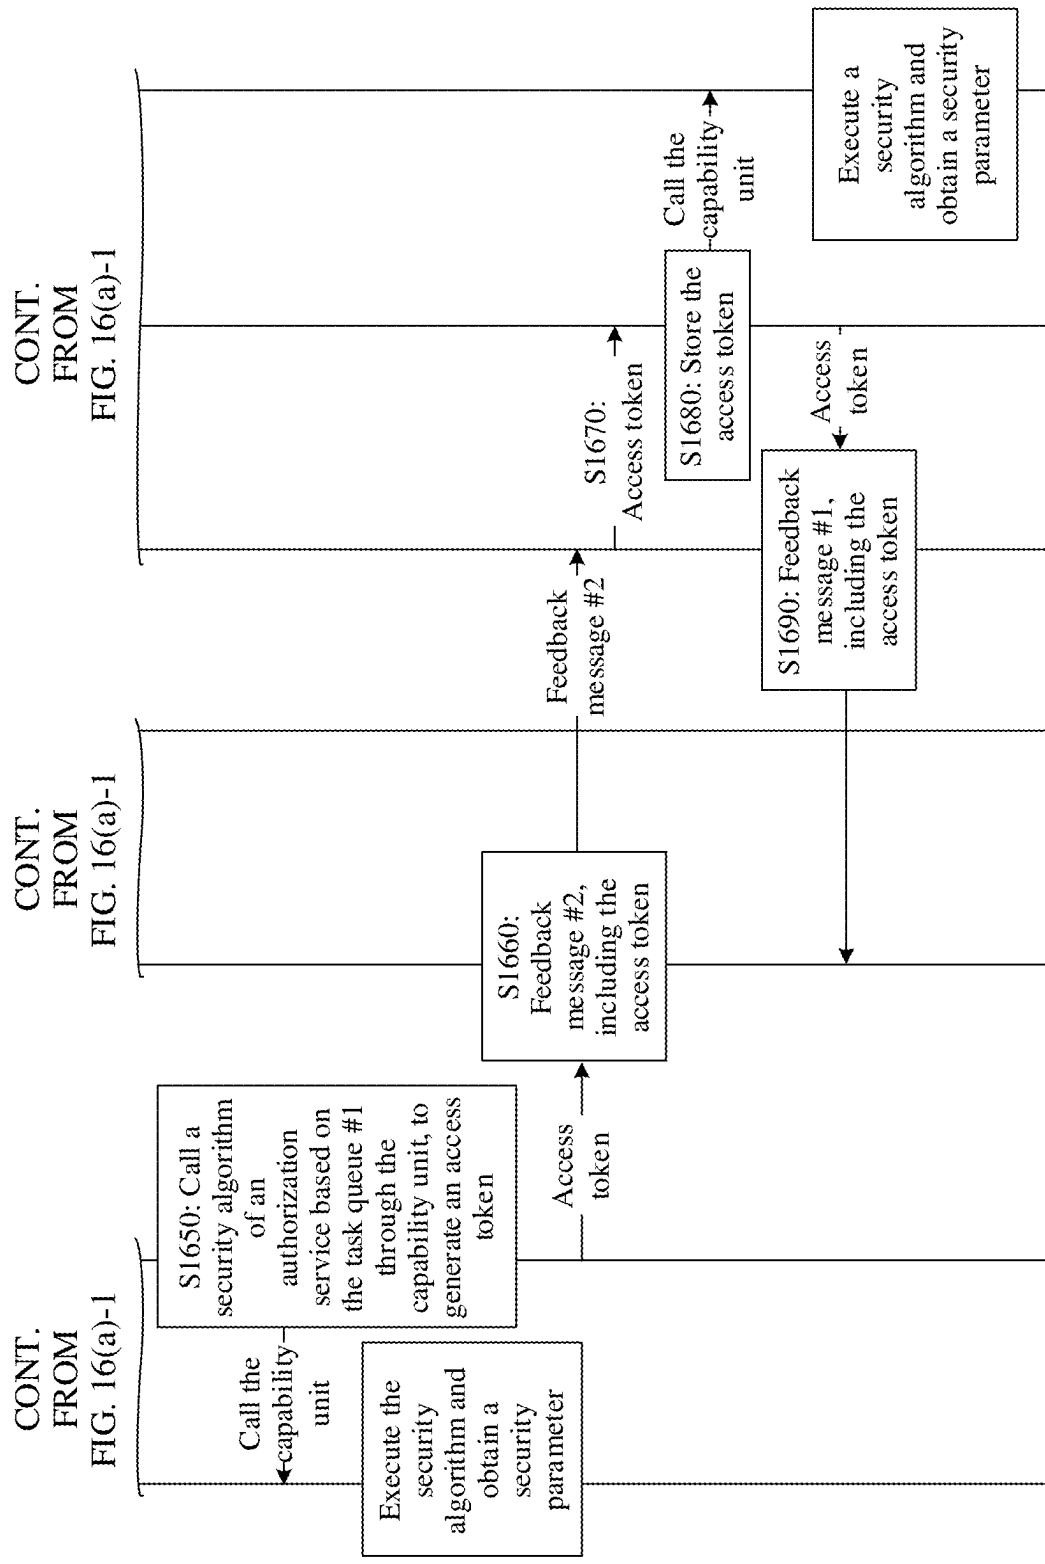 CONT.
FROM
FIG. 16(a)-1
CONT.
FROM
FIG. 16(a)-1
CONT.
FROM
FIG. 16(a)-1
S1650: Call a
security algorithm
of an
authorization
service based on
the task queue #1
through the
capability unit, to
generate an access
token
Call the
capability
unit
Execute the
security
algorithm and
obtain a
security
parameter
Access
token
S1660:
Feedback
message #2,
including the
access token
Feedback
message #2
S1670:
Access token
S1680: Store the
access token
Call the
capability
unit
Execute a
security
algorithm and
obtain a security
parameter
Access
token
S1690: Feedback
message #1,
including the
access token